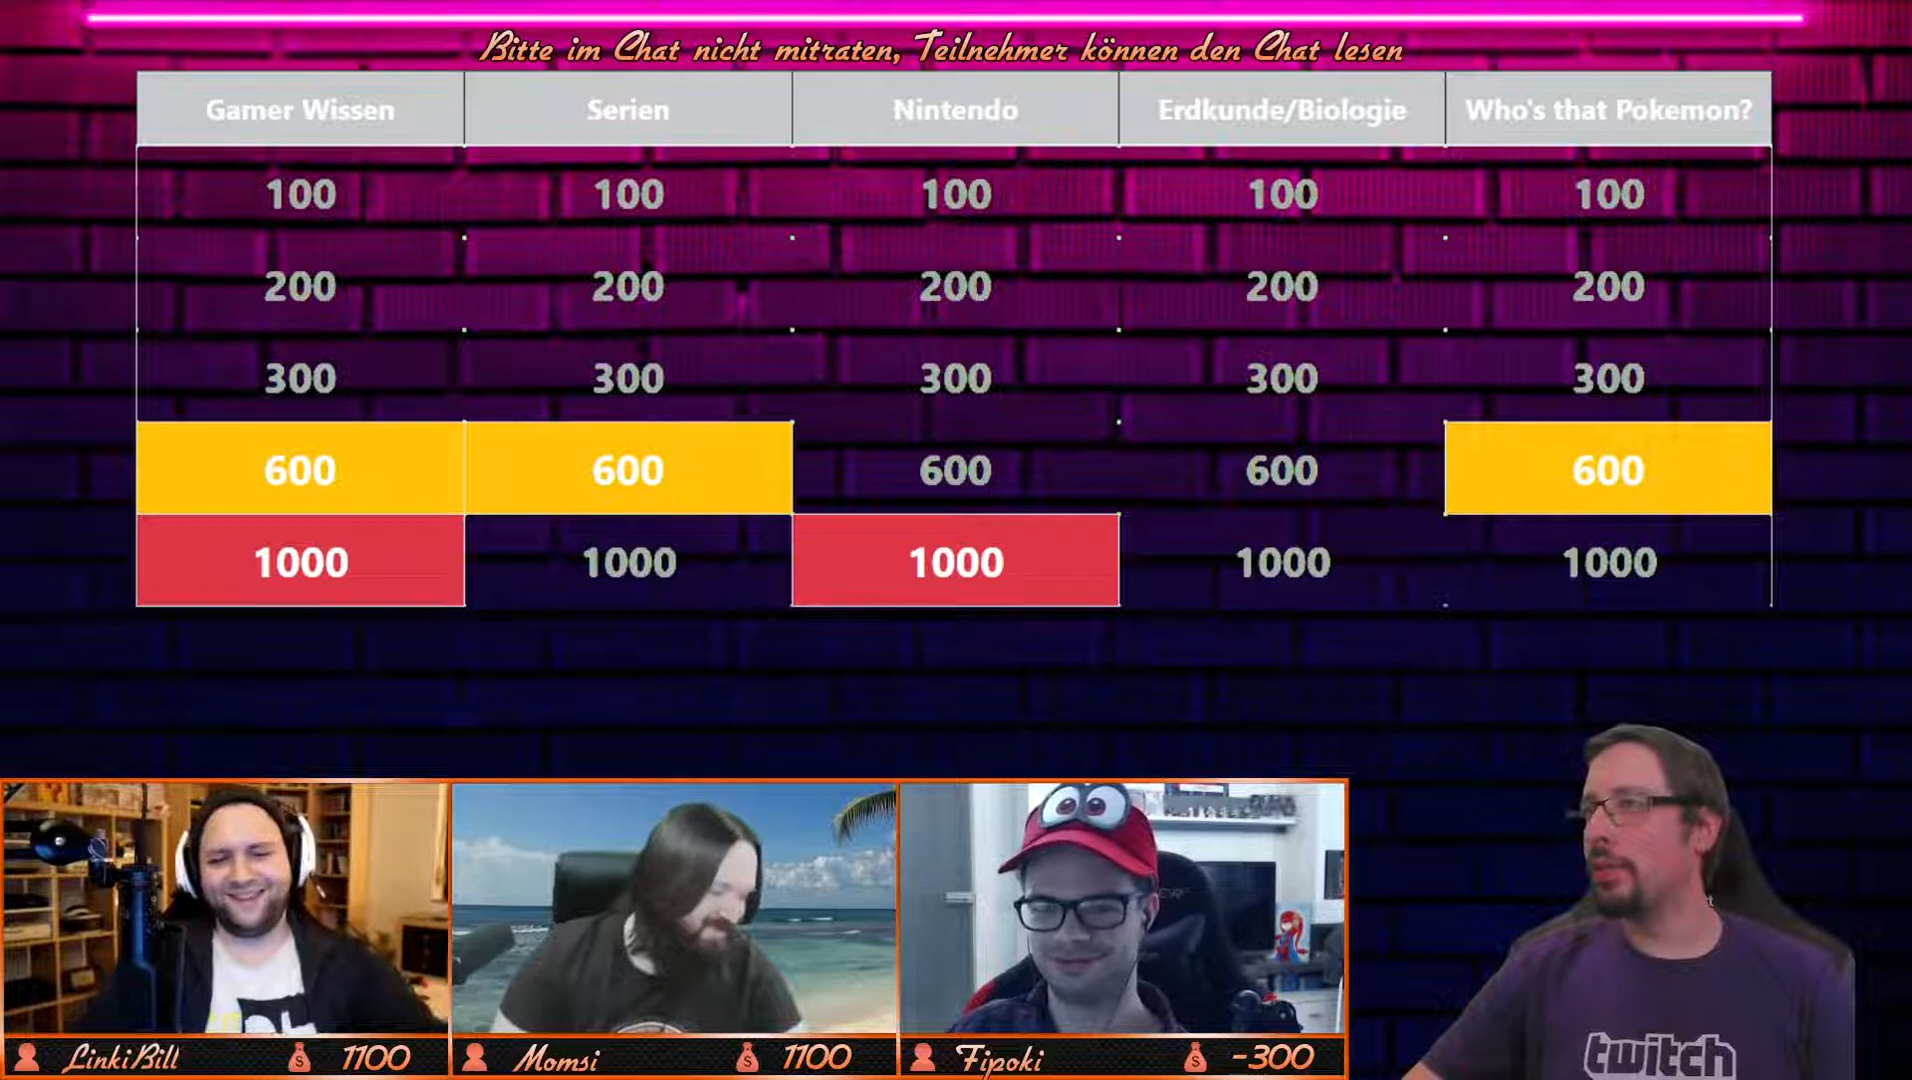 Bitte im Chat nicht mitraten, Teilnehmer können den Chat lesen
Gamer Wissen Serien Nintendo Erdkunde/Biologie Who's that Pokemon?
100 100 100 100 100
200 200 200 200 200
300 300 300 300 300
600 600 600 600 600
1000 1000 1000 1000 1000
twitch
LinkiBill 1100 Momsi 1100 Fipoki -300